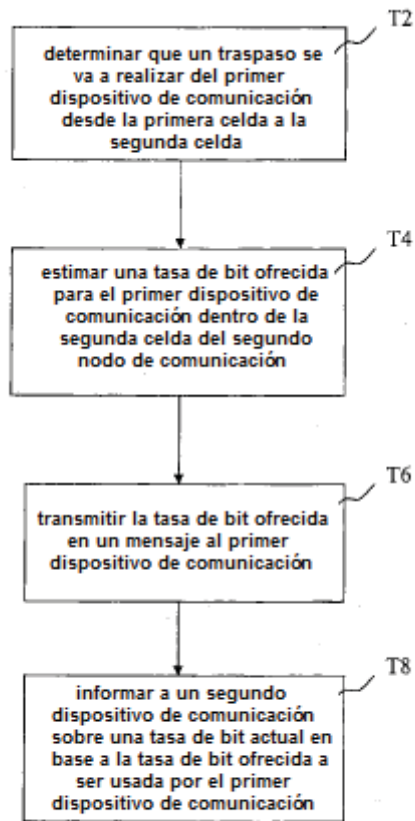 T2
determinar que un traspaso se
va a realizar del primer
dispositivo de comunicación
desde la primera celda a la
segunda celda
T4
estimar una tasa de bit ofrecida
para el primer dispositivo de
comunicación dentro de la
segunda celda del segundo
nodo de comunicación
T6
transmitir la tasa de bit ofrecida
en un mensaje al primer
dispositivo de comunicación
T8
informar a un segundo
dispositivo de comunicación
sobre una tasa de bit actual en
base a la tasa de bit ofrecida a
ser usada por el primer
dispositivo de comunicación